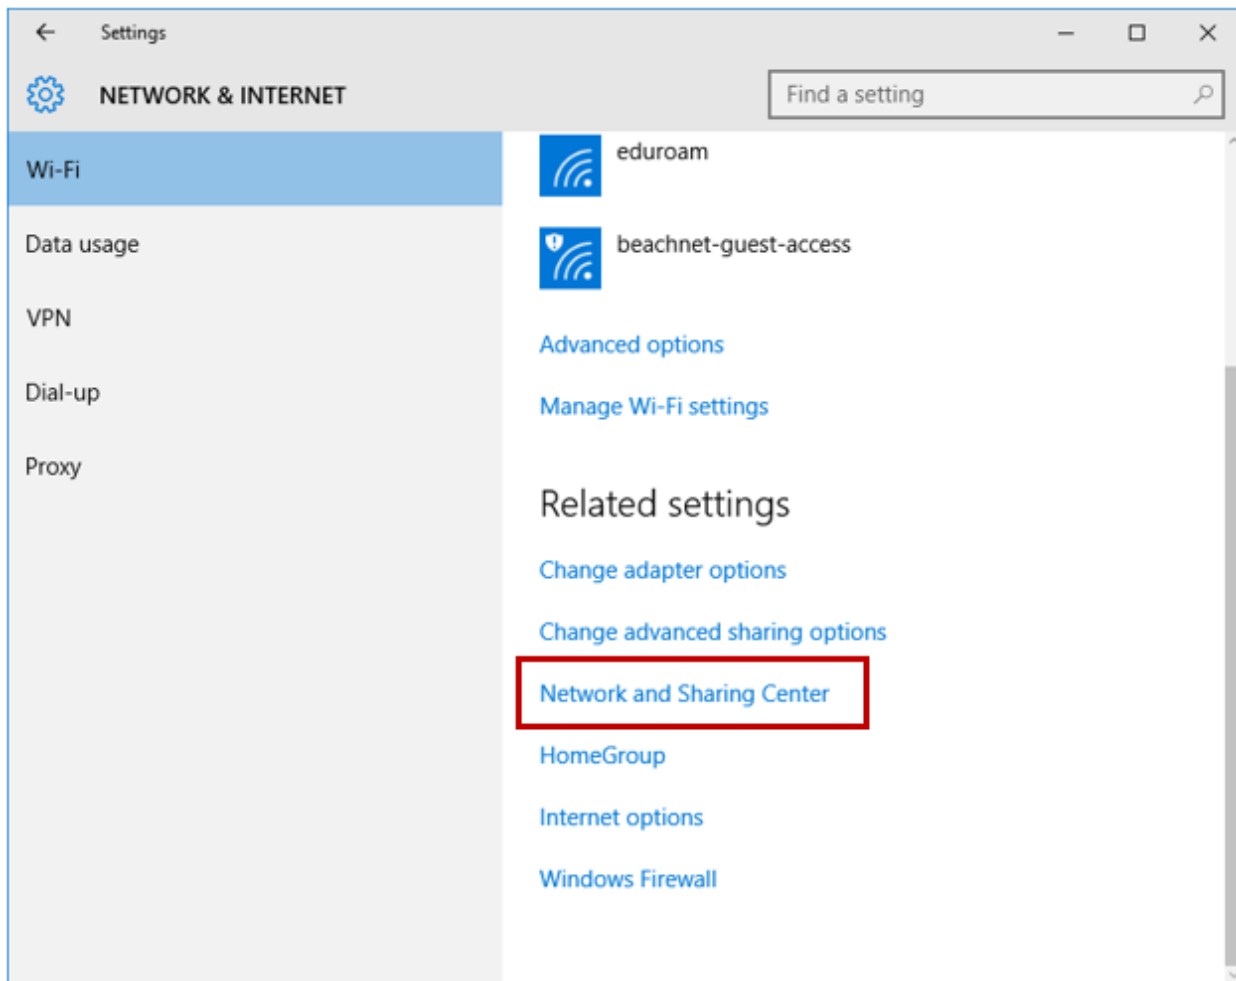 Settings
NETWORK & INTERNET
Find a setting
Wi-Fi
Data usage
VPN
Dial-up
Proxy
eduroam
beachnet-guest-access
Advanced options
Manage Wi-Fi settings
Related settings
Change adapter options
Change advanced sharing options
Network and Sharing Center
HomeGroup
Internet options
Windows Firewall